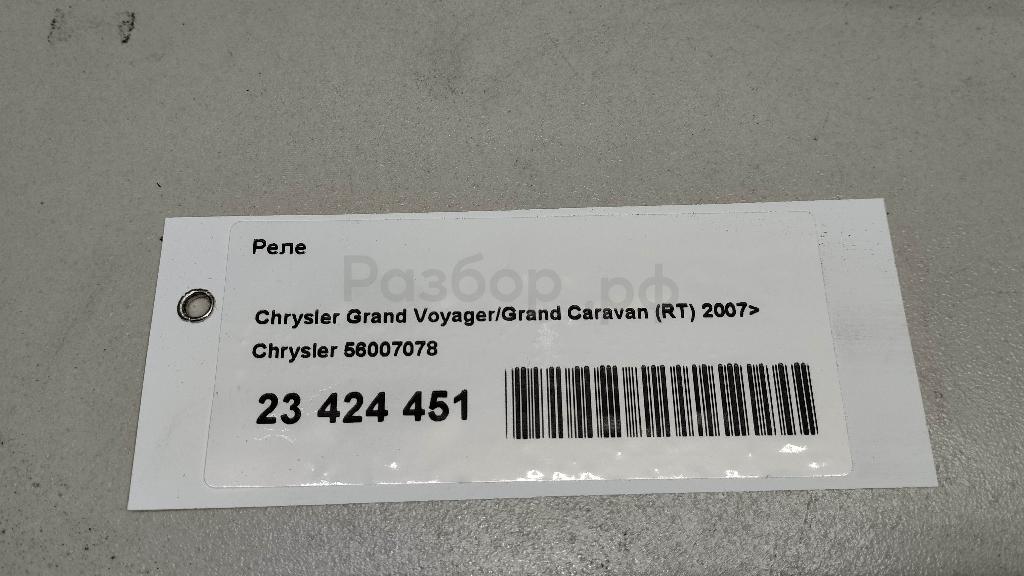 Реле
Разбор.рф
Chrysler Grand Voyager/Grand Caravan (RT) 2007>
Chrysler 56007078
23 424 451